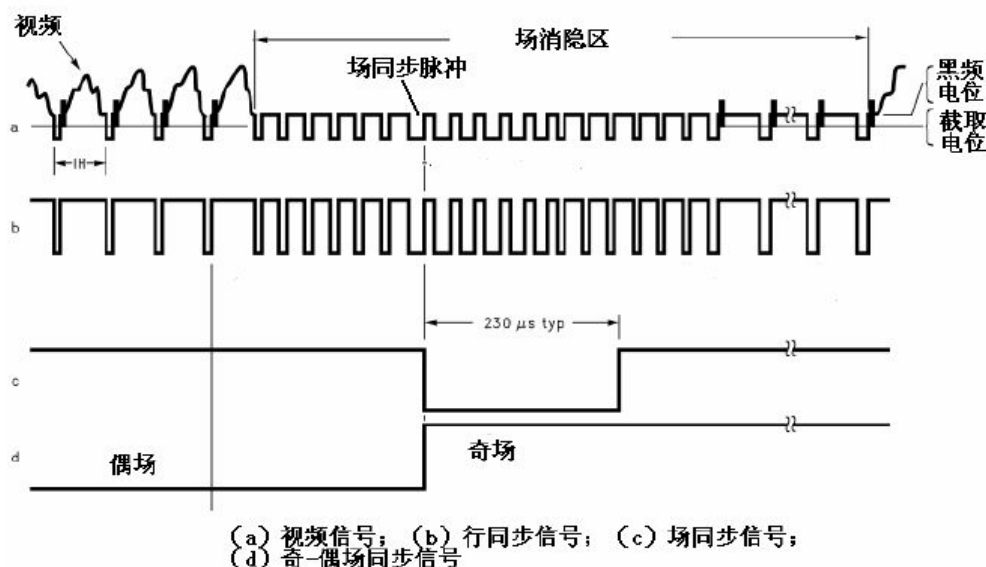 视频
场消隐区
场同步脉冲
黑频
电位
截取
电位
a
1H
b
230 μs typ
c
偶场
奇场
d
(a) 视频信号; (b) 行同步信号; (c) 场同步信号;
(d) 奇-偶场同步信号